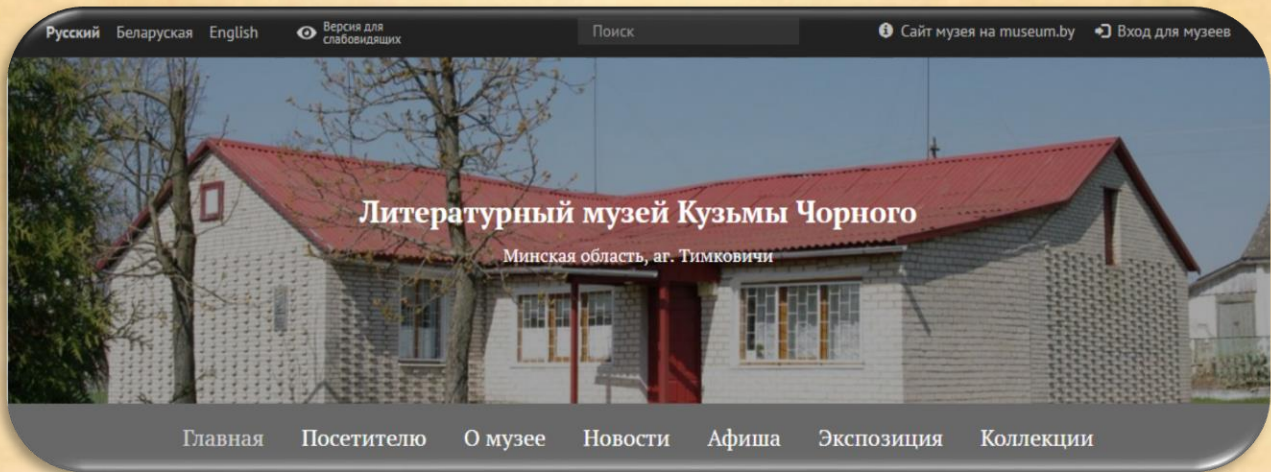 Русский Беларуская English Версия для слабовидящих Поиск Сайт музея на museum.by Вход для музеев
Литературный музей Кузьмы Чорного
Минская область, аг. Тимковичи
Главная Посетителю О музее Новости Афиша Экспозиция Коллекции